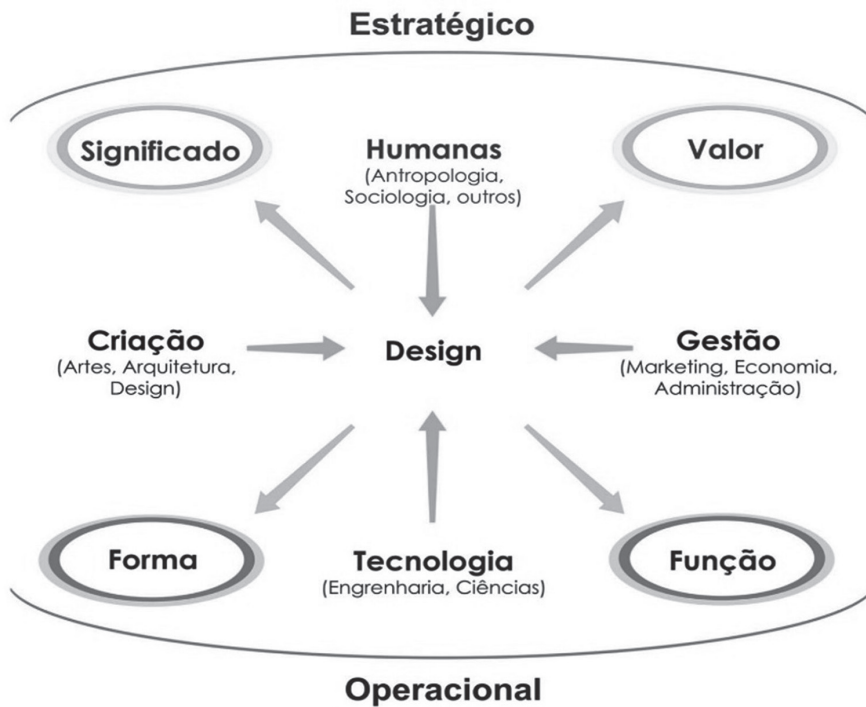 Estratégico
Significado
Humanas
(Antropologia,
Sociologia, outros)
Valor
Criação
(Artes, Arquitetura,
Design)
Design
Gestão
(Marketing, Economia,
Administração)
Forma
Tecnologia
(Engrenharia, Ciências)
Função
Operacional